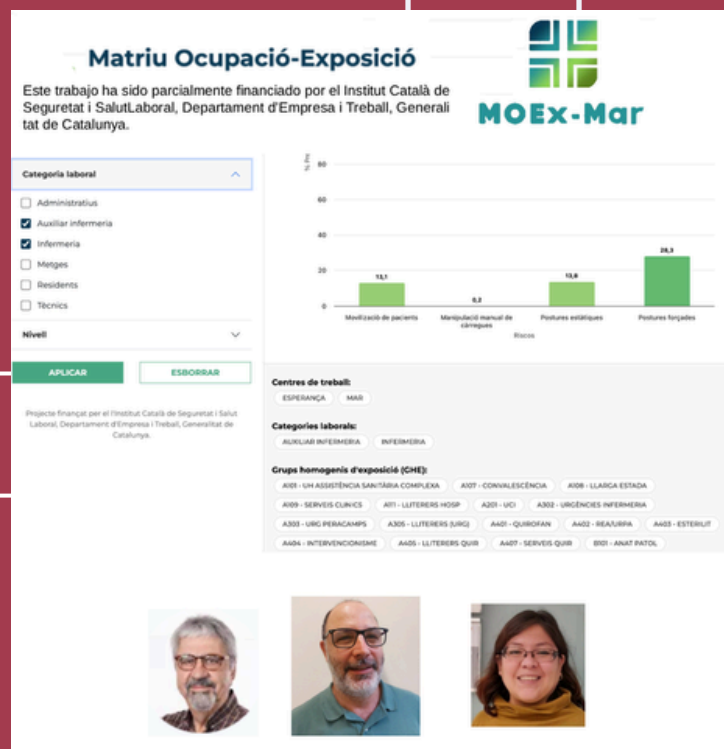 Matriu Ocupació-Exposició
Este trabajo ha sido parcialmente financiado por el Institut Català de
Seguretat i SalutLaboral, Departament d'Empresa i Treball, Generali
tat de Catalunya.
MOEx-Mar
Categoria laboral
Administratius
Auxiliar infermeria
Infermeria
Metges
Residents
Tècnics
Nivell
APLICAR
ESBORRAR
Projecte finançat per el l'Institut Català de Seguretat i Salut
Laboral, Departament d'Empresa i Treball, Generalitat de
Catalunya.
80
60
40
20
0
13,1
0,2
13,8
28,3
Movilizació de pacients
Manipulació manual de
càrregues
Postures estàtiques
Postures forçades
Riscos
Centres de treball:
ESPERANÇA MAR
Categories laborals:
AUXILIAR INFERMERIA INFERMERIA
Grups homogenis d'exposició (GHE):
A101 - UH ASSISTÈNCIA SANITÀRIA COMPLEXA A107 - CONVALESCÈNCIA A108 - LLARGA ESTADA
A109 - SERVEIS CLINICS A111 - LLITERERS HOSP A201 - UCI A302 - URGÈNCIES INFERMERIA
A303 - URG PERACAMPS A305 - LLITERERS (URG) A401 - QUIROFAN A402 - REA/URPA A403 - ESTERILIT
A404 - INTERVENCIONISME A405 - LLITERERS QUIR A407 - SERVEIS QUIR B101 - ANAT PATOL